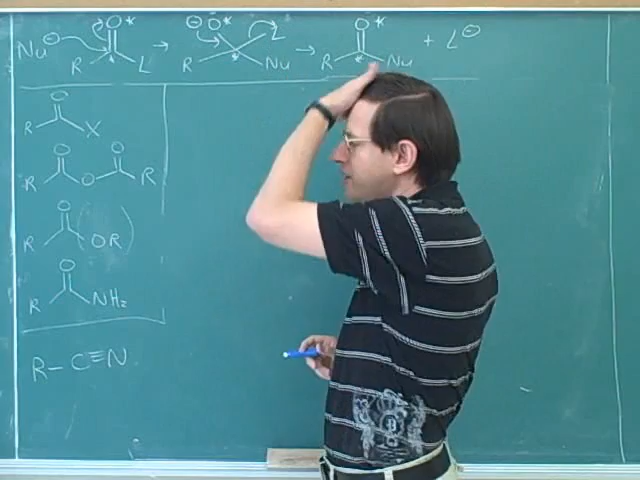 Nu⊖ O* R L → ⊖ O* L R Nu → O* R Nu + L⊖
O R X
O O R O R
O R (OR)
O R NH₂
R-C≡N